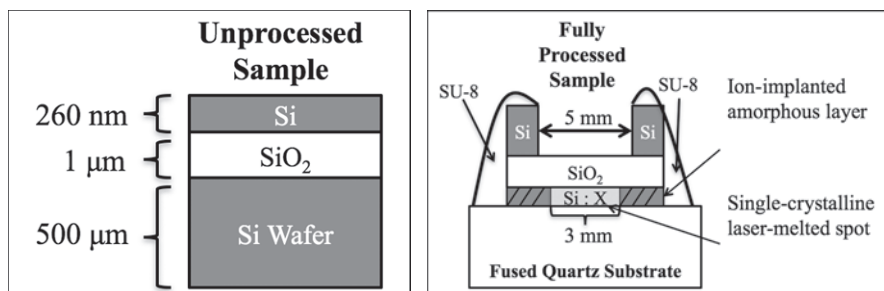 Unprocessed
Sample
260 nm
Si
1 μm
SiO₂
500 μm
Si Wafer
Fully
Processed
Sample
SU-8
SU-8
Ion-implanted
amorphous layer
Si
5 mm
Si
SiO₂
Si : X
Single-crystalline
laser-melted spot
3 mm
Fused Quartz Substrate